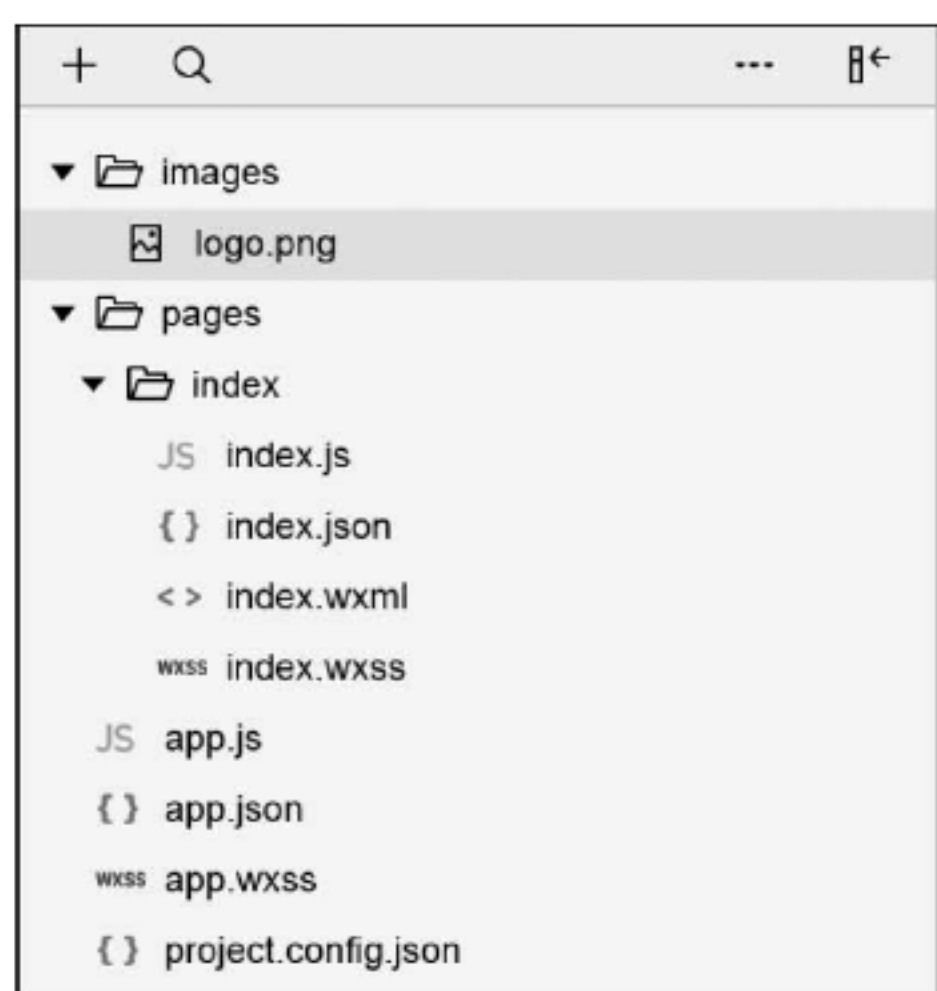 images
logo.png
pages
index
JS index.js
{ } index.json
< > index.wxml
wxss index.wxss
JS app.js
{ } app.json
wxss app.wxss
{ } project.config.json